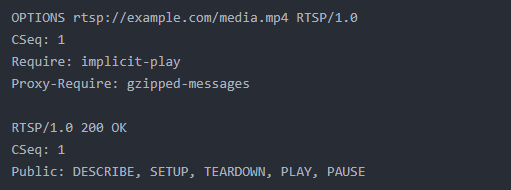 OPTIONS rtsp://example.com/media.mp4 RTSP/1.0
CSeq: 1
Require: implicit-play
Proxy-Require: gzipped-messages

RTSP/1.0 200 OK
CSeq: 1
Public: DESCRIBE, SETUP, TEARDOWN, PLAY, PAUSE